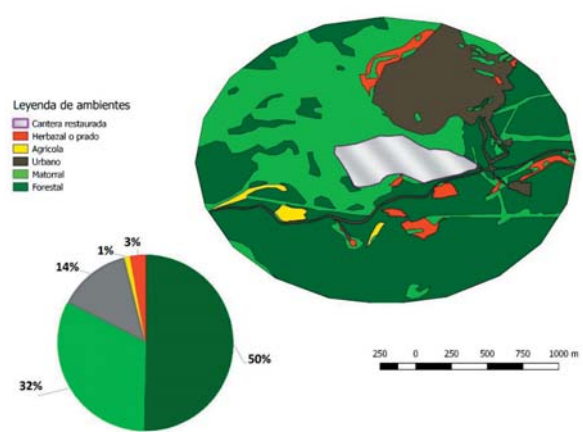 Leyenda de ambientes
Cantera restaurada
Herbazal o prado
Agrícola
Urbano
Matorral
Forestal
1%
3%
14%
32%
50%
250 0 250 500 750 1000 m